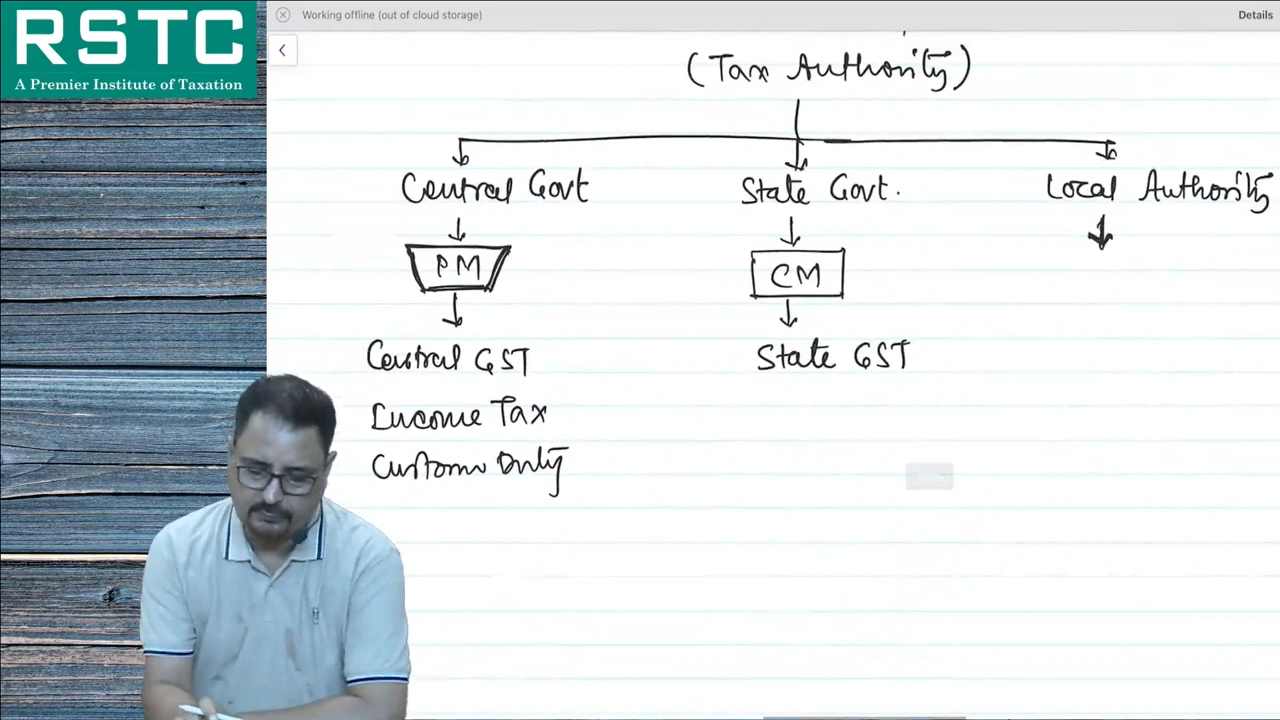 RSTC
A Premier Institute of Taxation
Working offline (out of cloud storage)
Details
(Tax Authority)
Central Govt
State Govt.
Local Authority
PM
CM
Central GST
State GST
Income Tax
Custom Duty